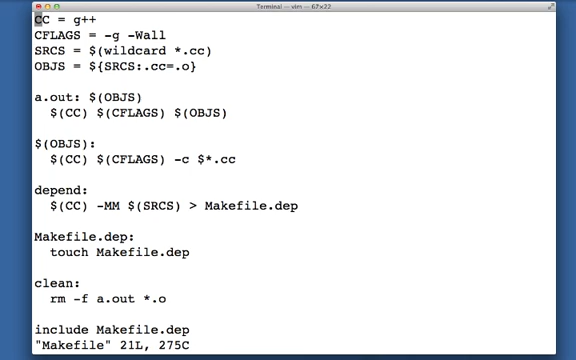 Terminal — vim — 67×22
CC = g++
CFLAGS = -g -Wall
SRCS = $(wildcard *.cc)
OBJS = ${SRCS:.cc=.o}
a.out: $(OBJS)
$(CC) $(CFLAGS) $(OBJS)
$(OBJS):
$(CC) $(CFLAGS) -c $*.cc
depend:
$(CC) -MM $(SRCS) > Makefile.dep
Makefile.dep:
touch Makefile.dep
clean:
rm -f a.out *.o
include Makefile.dep
"Makefile" 21L, 275C